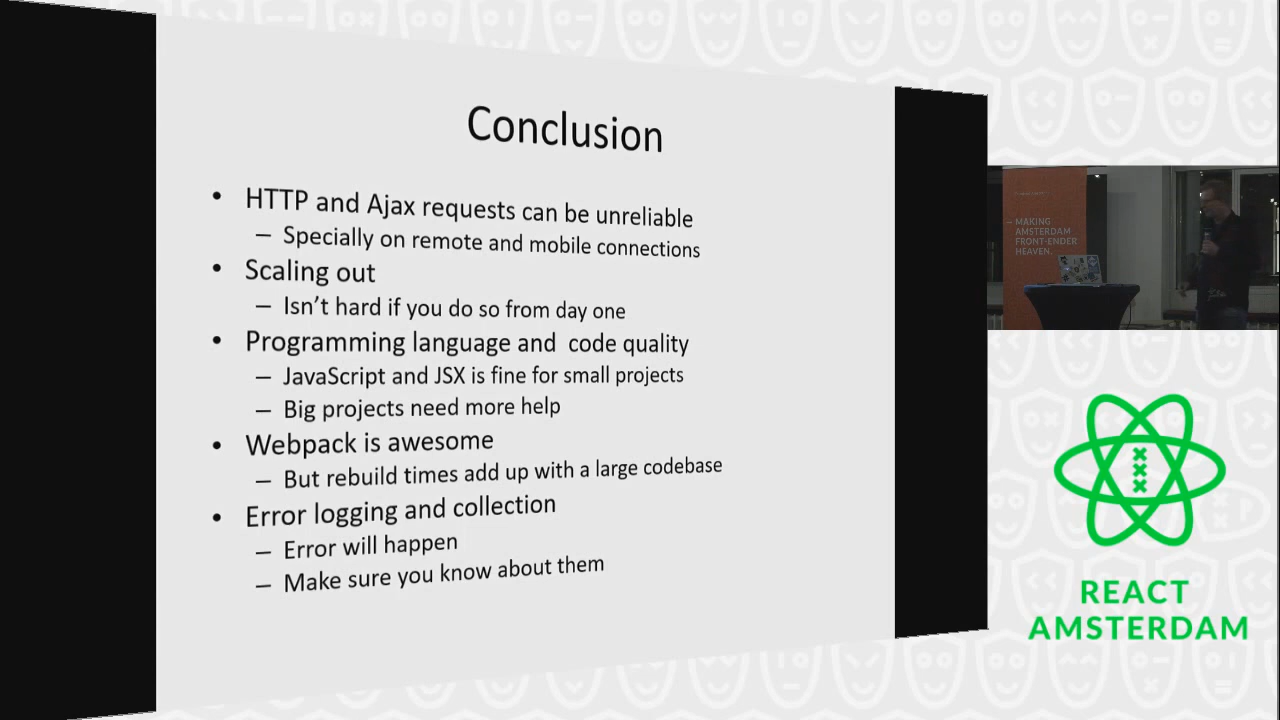 Conclusion
• HTTP and Ajax requests can be unreliable
– Specially on remote and mobile connections
• Scaling out
– Isn’t hard if you do so from day one
• Programming language and  code quality
– JavaScript and JSX is fine for small projects
– Big projects need more help
• Webpack is awesome
– But rebuild times add up with a large codebase
• Error logging and collection
– Error will happen
– Make sure you know about them
— MAKING
AMSTERDAM
FRONT-ENDER
HEAVEN.
REACT
AMSTERDAM